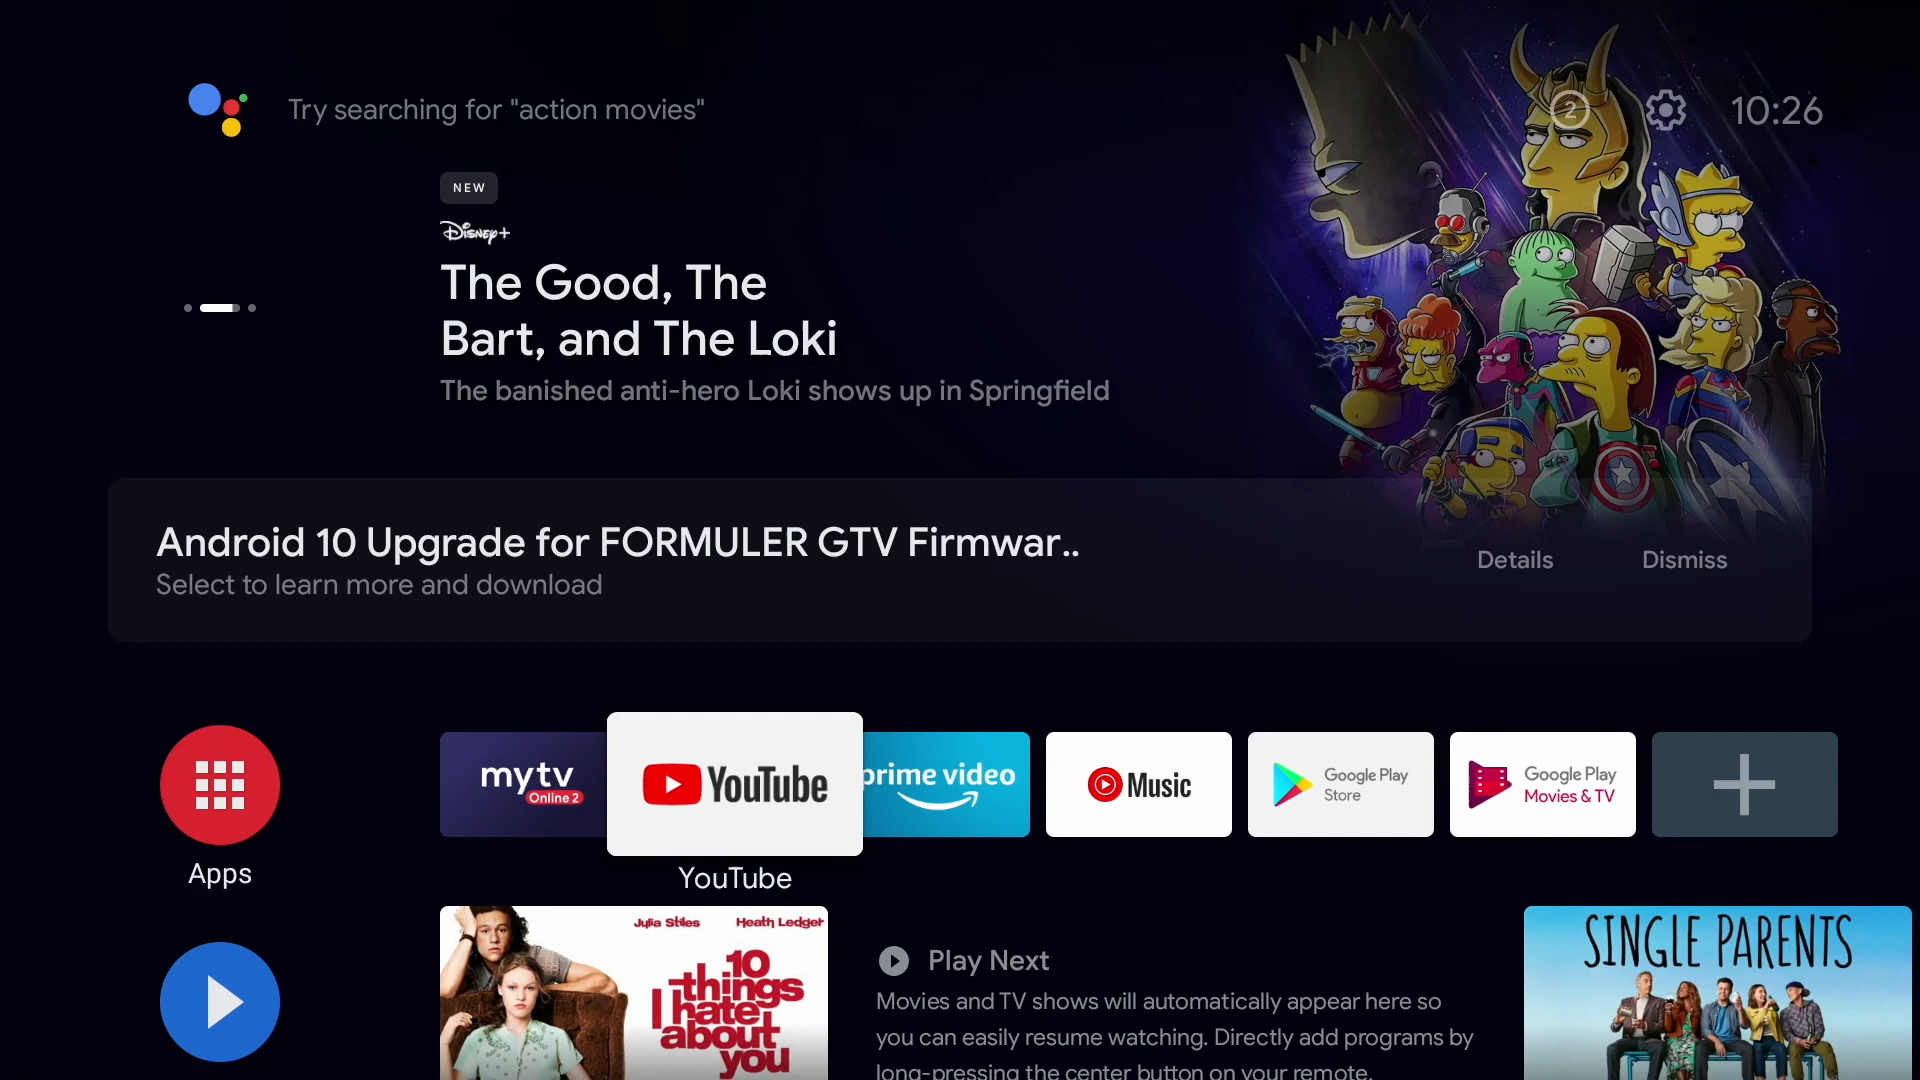 Try searching for "action movies"
2
10:26
NEW
Disney+
The Good, The
Bart, and The Loki
The banished anti-hero Loki shows up in Springfield
Android 10 Upgrade for FORMULER GTV Firmwar..
Select to learn more and download
Details
Dismiss
mytv
Online 2
YouTube
prime video
Music
Google Play
Store
Google Play
Movies & TV
Apps
YouTube
Julia Stiles
Heath Ledger
10
things
I hate
about
you
Play Next
Movies and TV shows will automatically appear here so
you can easily resume watching. Directly add programs by
long-pressing the center button on your remote.
SINGLE PARENTS